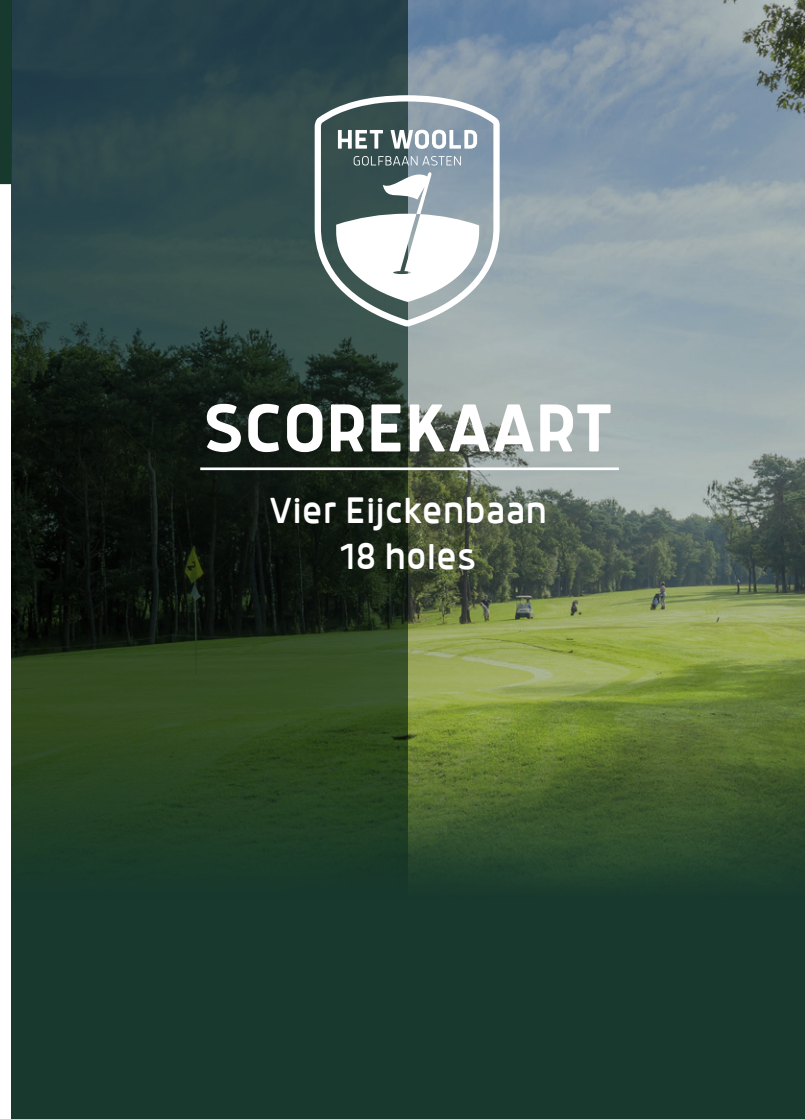 HET WOOLD
GOLFBAAN ASTEN
SCOREKAART
Vier Eijckenbaan
18 holes